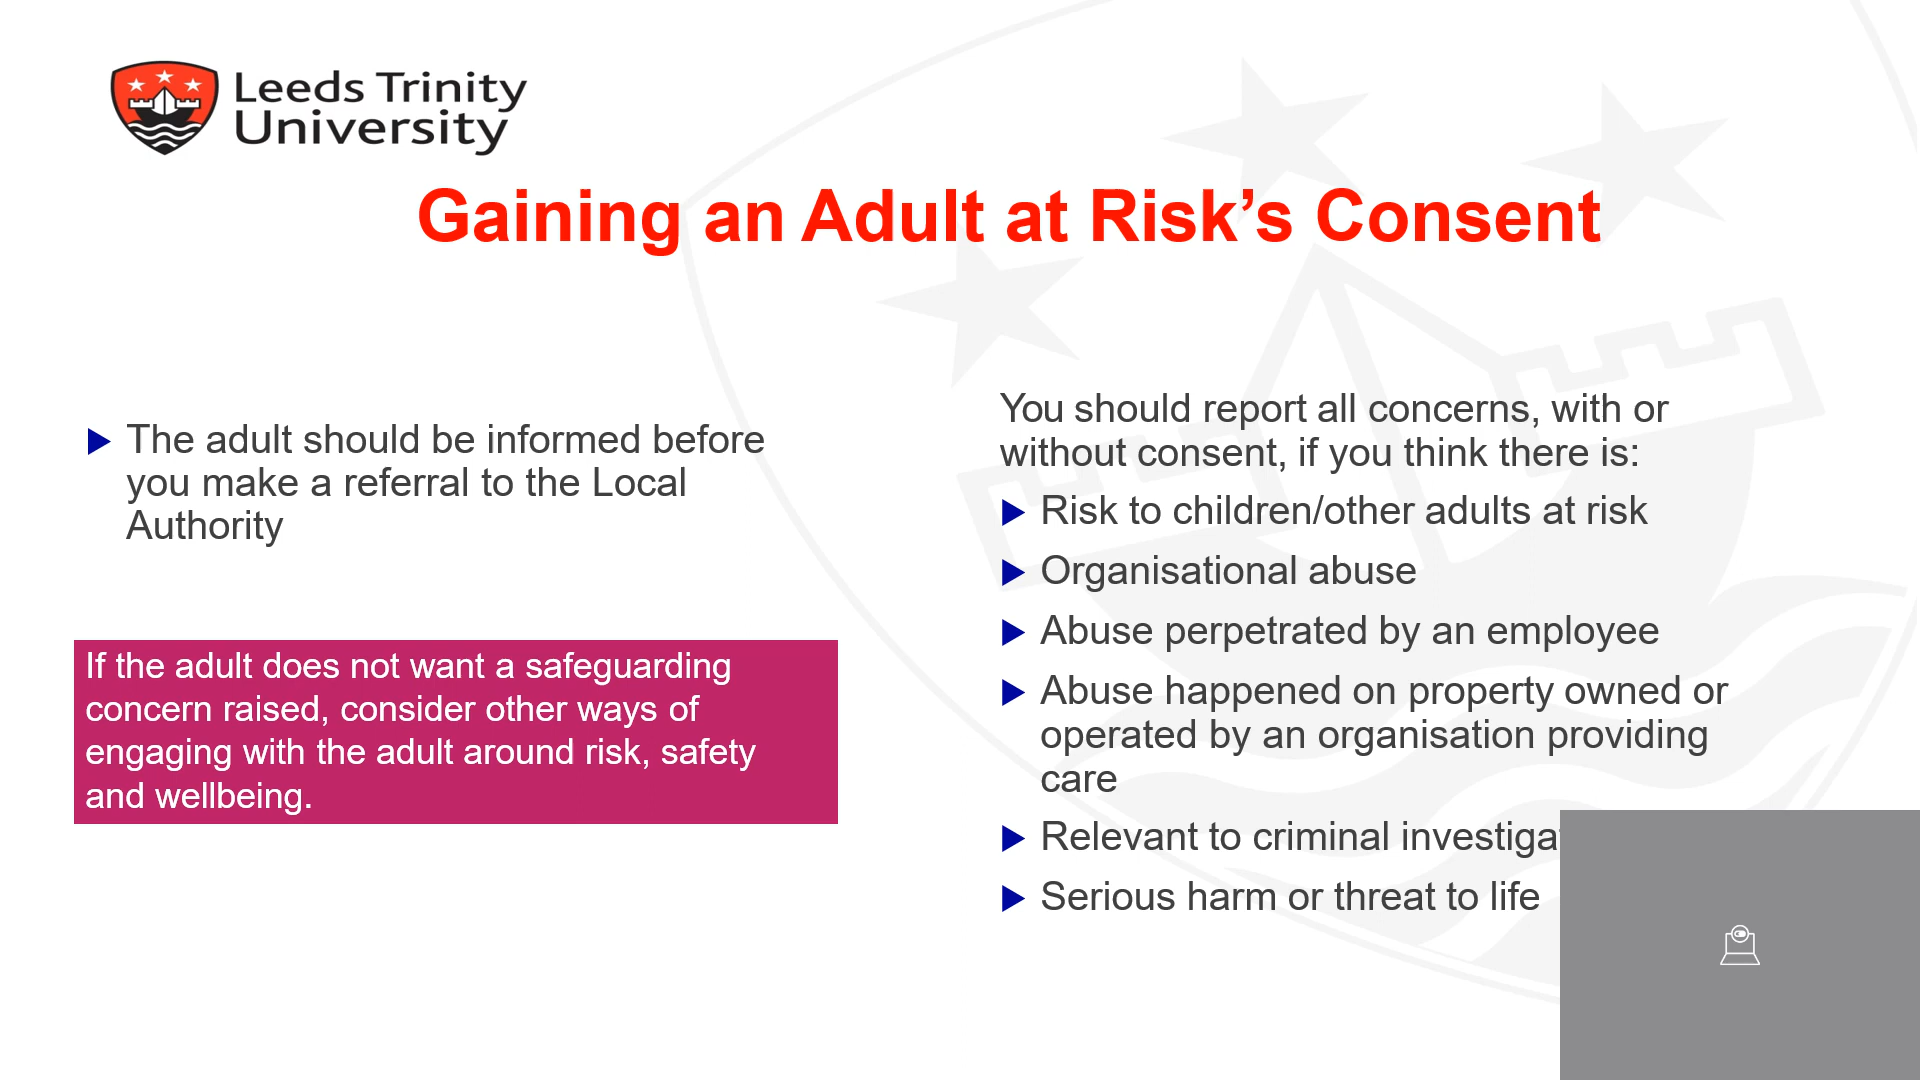 Leeds Trinity
University
Gaining an Adult at Risk’s Consent
The adult should be informed before
you make a referral to the Local
Authority
If the adult does not want a safeguarding
concern raised, consider other ways of
engaging with the adult around risk, safety
and wellbeing.
You should report all concerns, with or
without consent, if you think there is:
Risk to children/other adults at risk
Organisational abuse
Abuse perpetrated by an employee
Abuse happened on property owned or
operated by an organisation providing
care
Relevant to criminal
Serious harm or threat to life